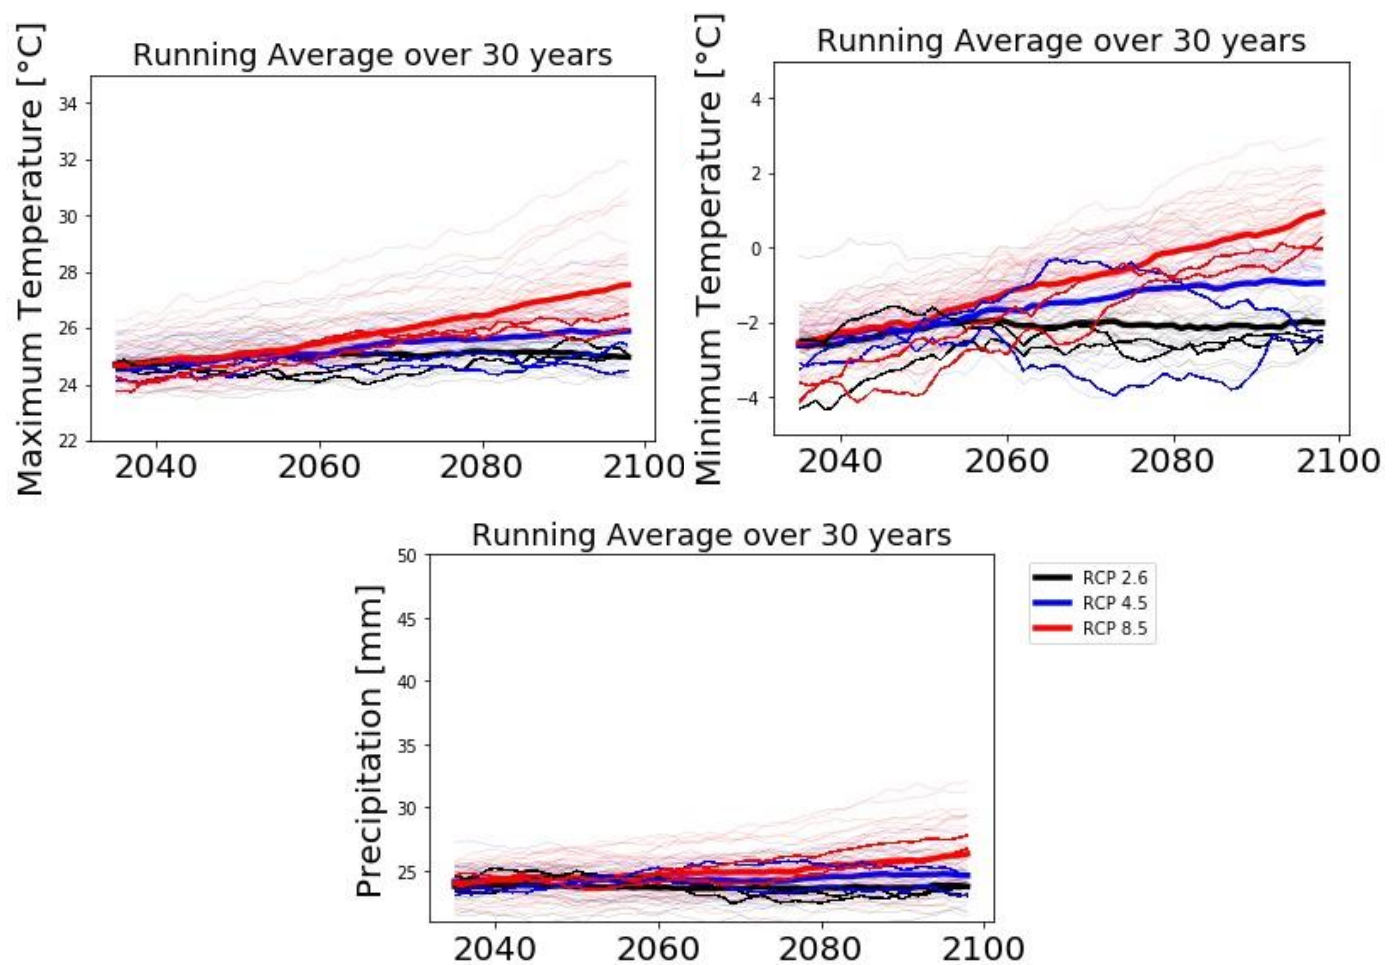 Running Average over 30 years
Maximum Temperature [°C]
34
32
30
28
26
24
22
2040 2060 2080 2100
Running Average over 30 years
Minimum Temperature [°C]
4
2
0
−2
−4
2040 2060 2080 2100
Running Average over 30 years
Precipitation [mm]
50
45
40
35
30
25
2040 2060 2080 2100
RCP 2.6
RCP 4.5
RCP 8.5